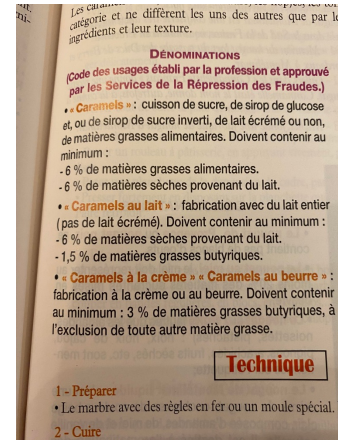 Les
catégorie et ne diffèrent les uns des autres que par le
ingrédients et leur texture.
DÉNOMINATIONS
(Code des usages établi par la profession et approuvé
par les Services de la Répression des Fraudes.)
• « Caramels » : cuisson de sucre, de sirop de glucose
et, ou de sirop de sucre inverti, de lait écrémé ou non,
de matières grasses alimentaires. Doivent contenir au
minimum :
- 6 % de matières grasses alimentaires.
- 6 % de matières sèches provenant du lait.
• « Caramels au lait » : fabrication avec du lait entier
(pas de lait écrémé). Doivent contenir au minimum :
- 6 % de matières sèches provenant du lait.
- 1,5 % de matières grasses butyriques.
• « Caramels à la crème » « Caramels au beurre » :
fabrication à la crème ou au beurre. Doivent contenir
au minimum : 3 % de matières grasses butyriques, à
l'exclusion de toute autre matière grasse.
Technique
1 - Préparer
• Le marbre avec des règles en fer ou un moule spécial.
2 - Cuire